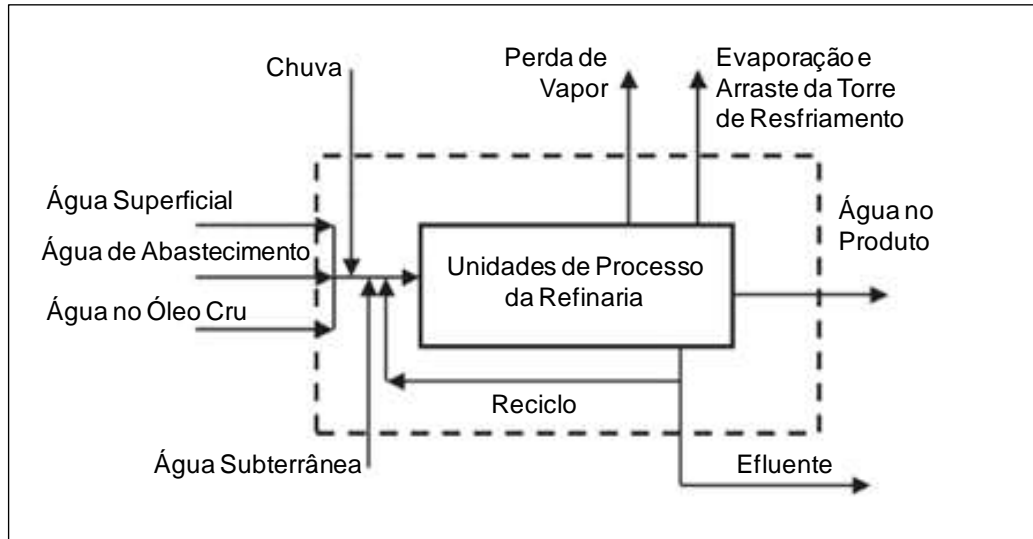 Chuva
Perda de
Vapor
Evaporação e
Arraste da Torre
de Resfriamento
Água Superficial
Água de Abastecimento
Água no Óleo Cru
Unidades de Processo
da Refinaria
Água no
Produto
Reciclo
Água Subterrânea
Efluente